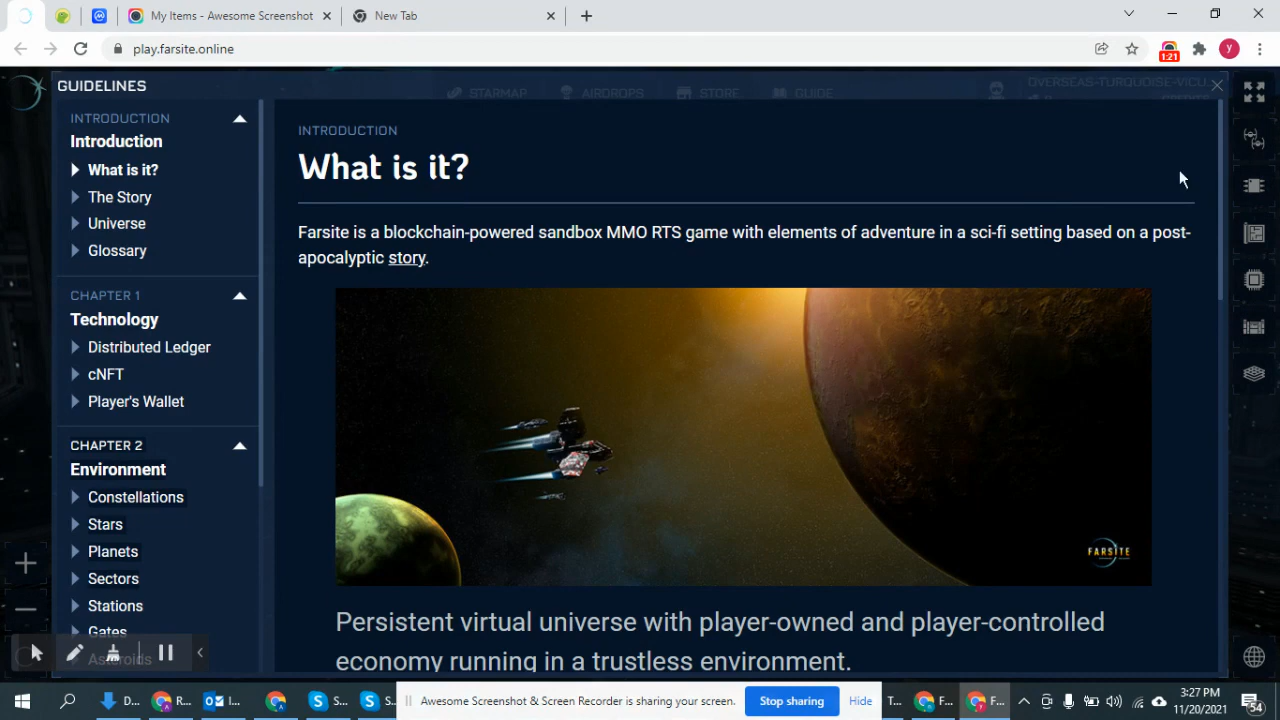 My Items - Awesome Screenshot
New Tab
play.farsite.online
y
1:21
GUIDELINES
STARMAP
AIRDROPS
STORE
GUIDE
INTRODUCTION
Introduction
What is it?
The Story
Universe
Glossary
CHAPTER 1
Technology
Distributed Ledger
cNFT
Player's Wallet
CHAPTER 2
Environment
Constellations
Stars
Planets
Sectors
Stations
Gates
Asteroids
INTRODUCTION
What is it?
Farsite is a blockchain-powered sandbox MMO RTS game with elements of adventure in a sci-fi setting based on a post-
apocalyptic story.
FARSITE
Persistent virtual universe with player-owned and player-controlled
economy running in a trustless environment.
D...
R...
I...
S...
S...
Awesome Screenshot & Screen Recorder is sharing your screen.
Stop sharing
Hide
T...
F...
F...
3:27 PM
11/20/2021
54